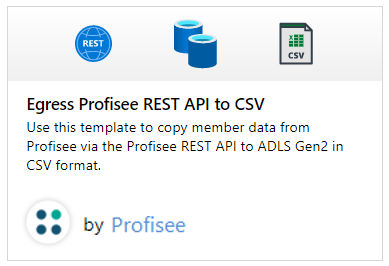 REST
CSV
Egress Profisee REST API to CSV
Use this template to copy member data from
Profisee via the Profisee REST API to ADLS Gen2 in
CSV format.
by Profisee